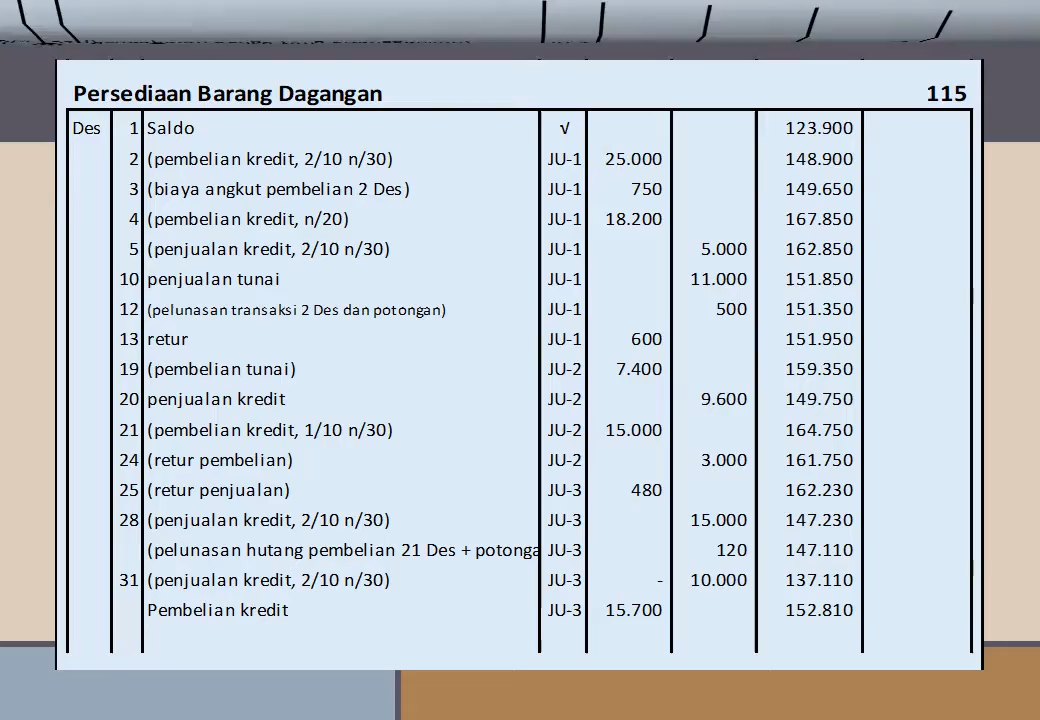 Persediaan Barang Dagangan 115
Des 1 Saldo √ 123.900
2 (pembelian kredit, 2/10 n/30) JU-1 25.000 148.900
3 (biaya angkut pembelian 2 Des) JU-1 750 149.650
4 (pembelian kredit, n/20) JU-1 18.200 167.850
5 (penjualan kredit, 2/10 n/30) JU-1 5.000 162.850
10 penjualan tunai JU-1 11.000 151.850
12 (pelunasan transaksi 2 Des dan potongan) JU-1 500 151.350
13 retur JU-1 600 151.950
19 (pembelian tunai) JU-2 7.400 159.350
20 penjualan kredit JU-2 9.600 149.750
21 (pembelian kredit, 1/10 n/30) JU-2 15.000 164.750
24 (retur pembelian) JU-2 3.000 161.750
25 (retur penjualan) JU-3 480 162.230
28 (penjualan kredit, 2/10 n/30) JU-3 15.000 147.230
(pelunasan hutang pembelian 21 Des + potonga JU-3 120 147.110
31 (penjualan kredit, 2/10 n/30) JU-3 - 10.000 137.110
Pembelian kredit JU-3 15.700 152.810